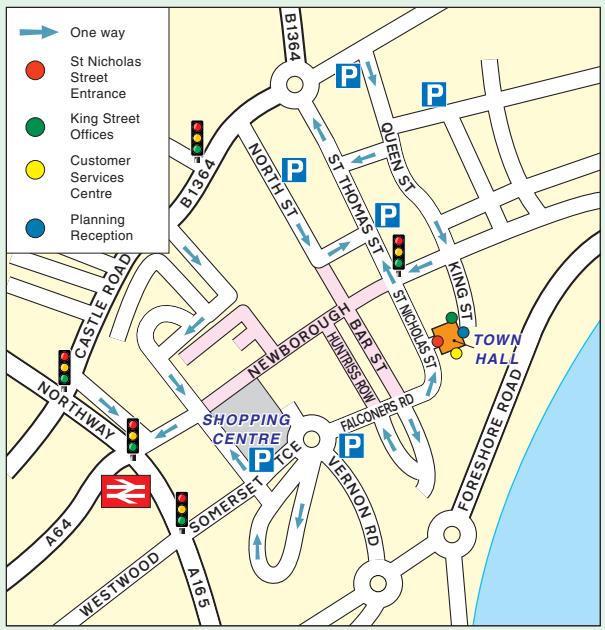 One way
St Nicholas
Street
Entrance
King Street
Offices
Customer
Services
Centre
Planning
Reception
B1364
P
P
QUEEN ST
B1364
NORTH ST
P
ST THOMAS ST
P
CASTLE ROAD
KING ST
ST NICHOLAS ST
NEWBOROUGH
BAR ST
HUNTRISS ROW
TOWN
HALL
NORTHWAY
FALCONERS RD
SHOPPING
CENTRE
P
P
FORESHORE ROAD
SOMERSET TCE
VERNON RD
A64
WESTWOOD
A165